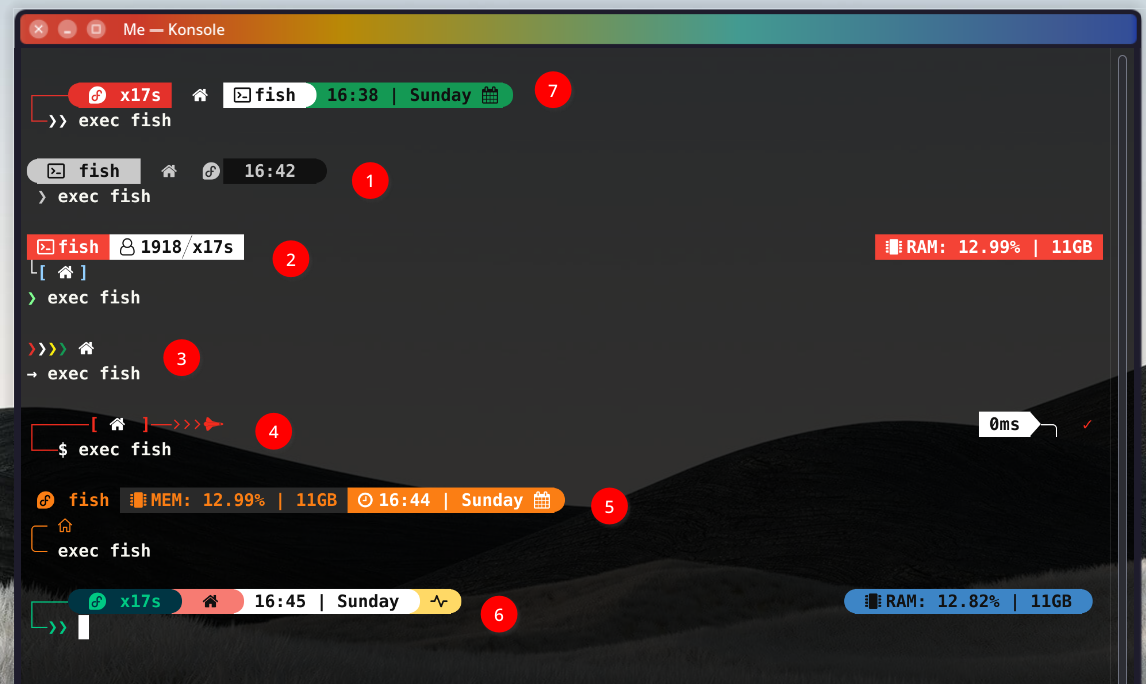 Me — Konsole
x17s fish 16:38 | Sunday 7
❯❯ exec fish
fish 16:42 1
❯ exec fish
fish 1918/x17s 2 RAM: 12.99% | 11GB
└[ ]
❯ exec fish
❯❯❯❯ 3
→ exec fish
[ ]—>>> 4 0ms ✓
$ exec fish
fish MEM: 12.99% | 11GB 16:44 | Sunday 5
exec fish
x17s 16:45 | Sunday 6 RAM: 12.82% | 11GB
❯❯